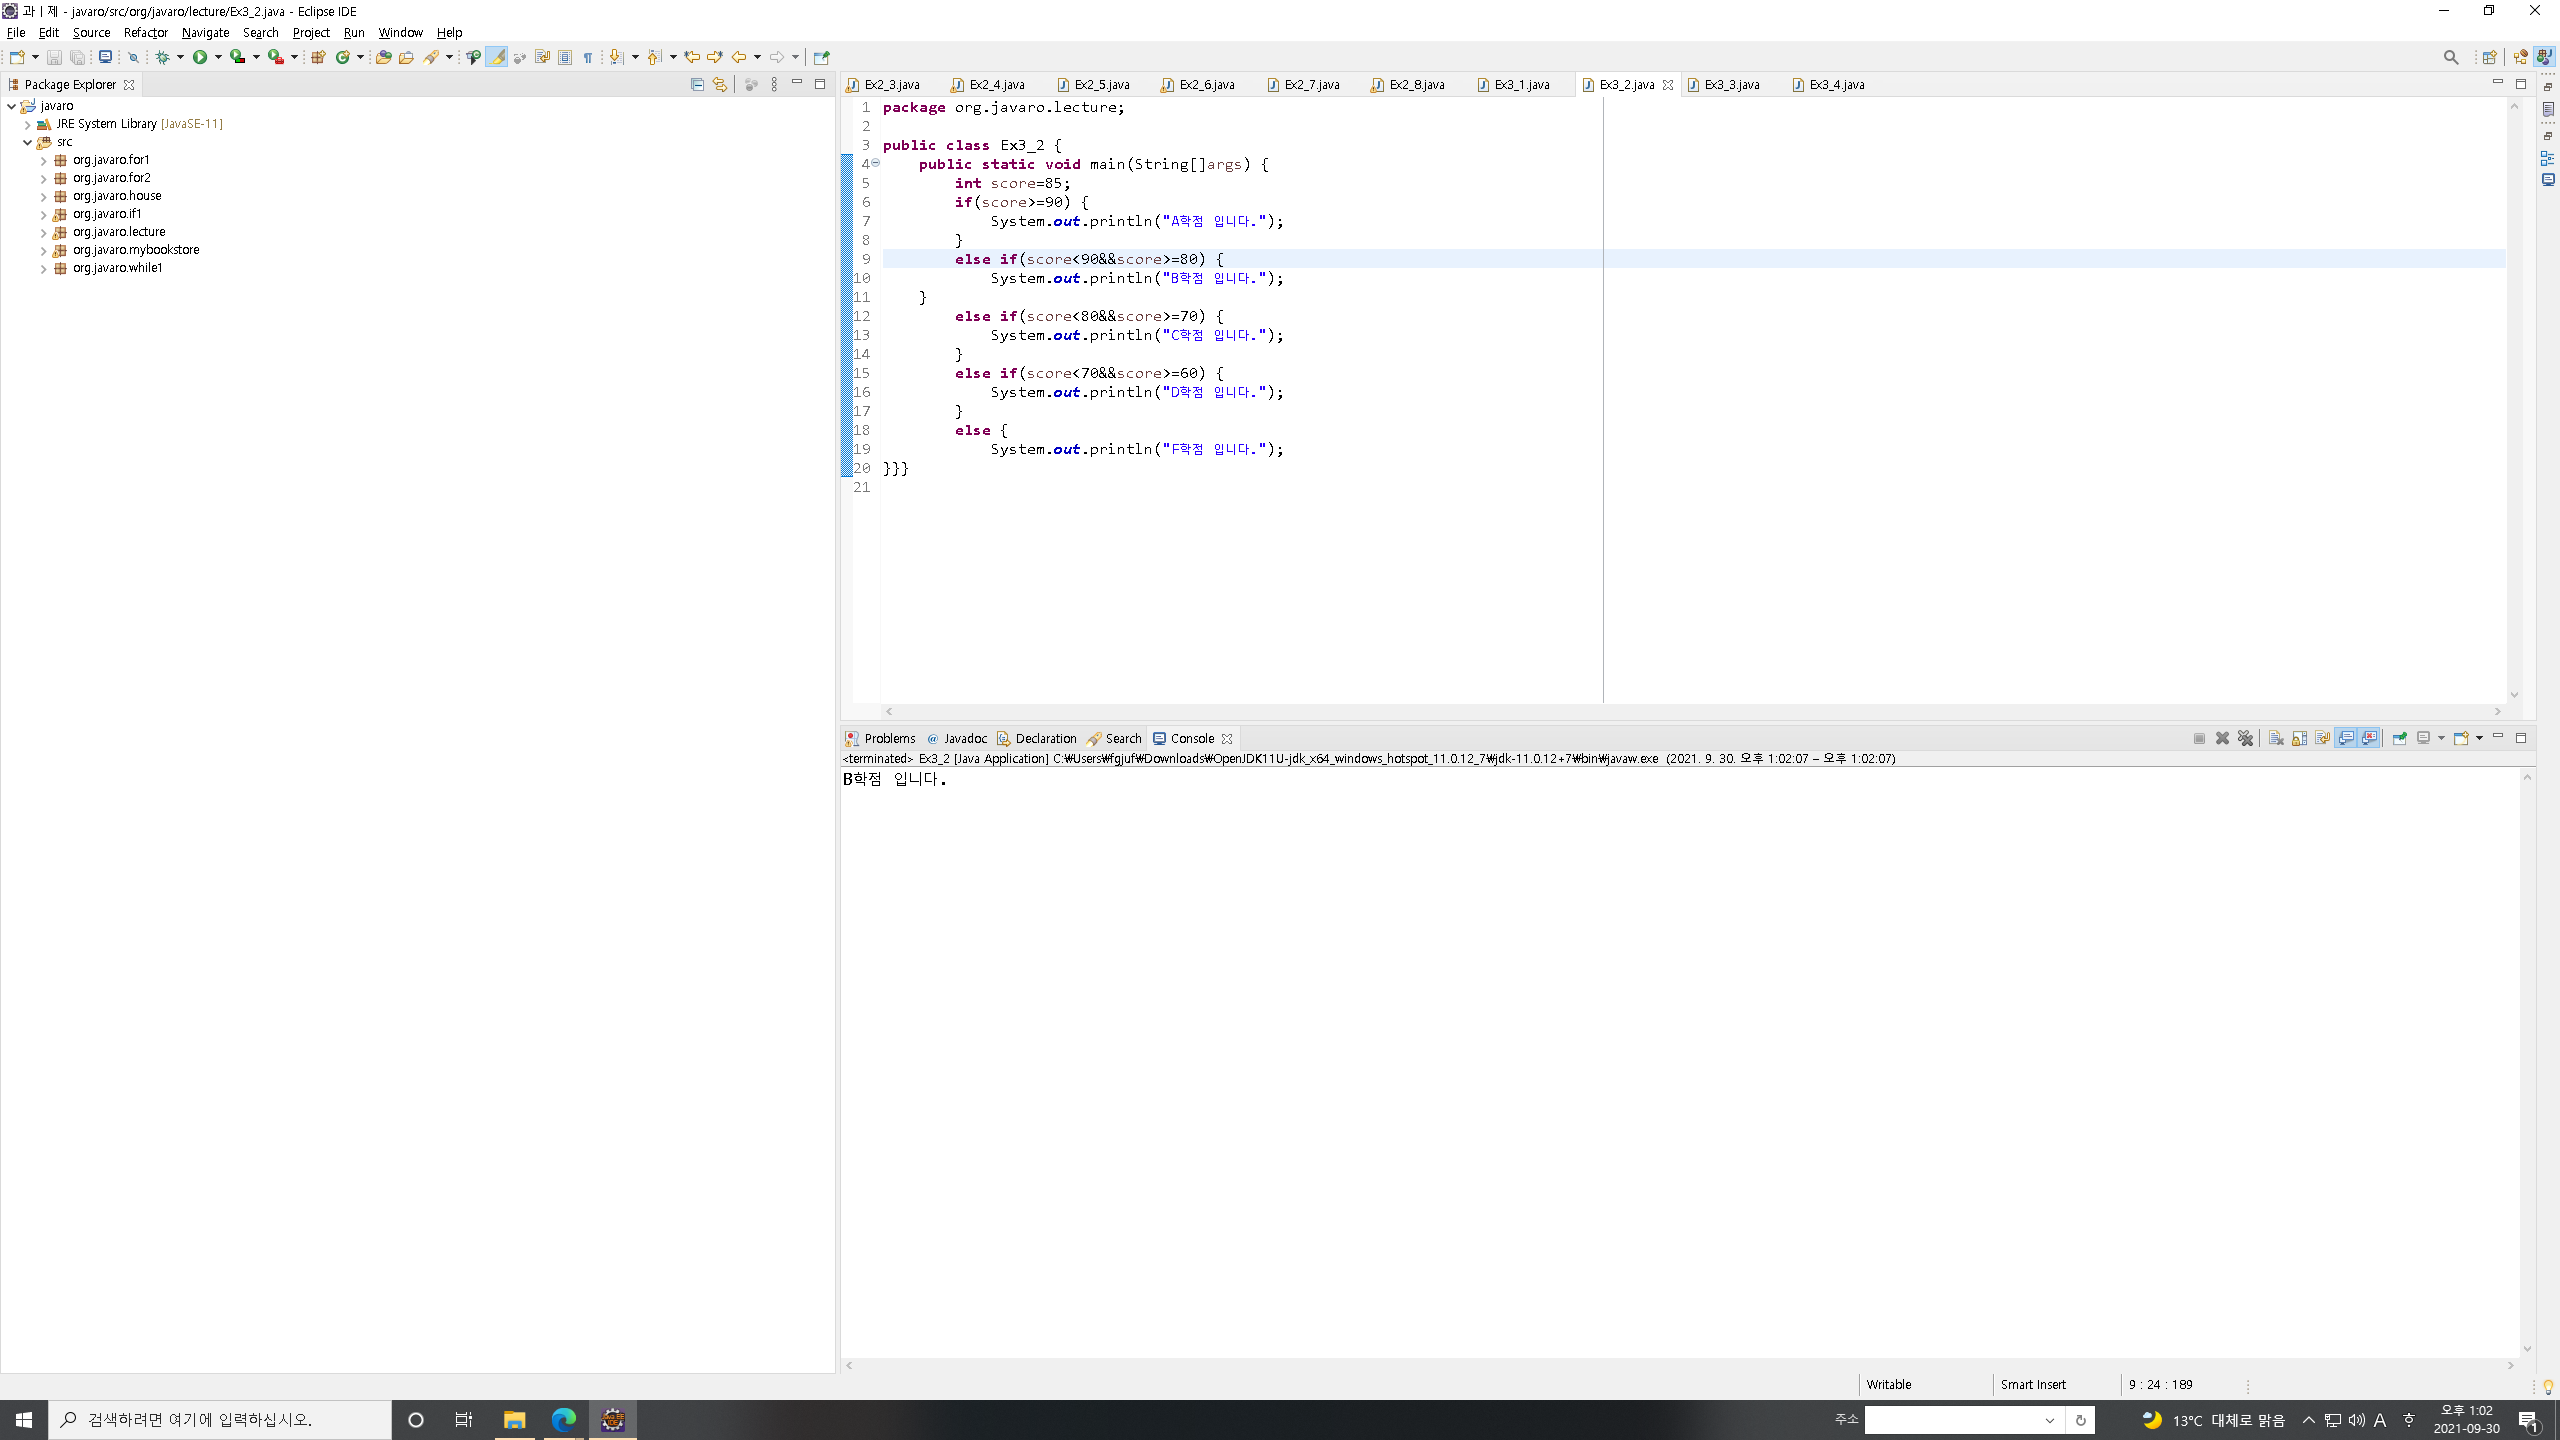 과ㅣ제 - javaro/src/org/javaro/lecture/Ex3_2.java - Eclipse IDE
File Edit Source Refactor Navigate Search Project Run Window Help
Package Explorer
javaro
JRE System Library [JavaSE-11]
src
org.javaro.for1
org.javaro.for2
org.javaro.house
org.javaro.if1
org.javaro.lecture
org.javaro.mybookstore
org.javaro.while1
Ex2_3.java Ex2_4.java Ex2_5.java Ex2_6.java Ex2_7.java Ex2_8.java Ex3_1.java Ex3_2.java Ex3_3.java Ex3_4.java
1 package org.javaro.lecture;
2
3 public class Ex3_2 {
4 public static void main(String[]args) {
5 int score=85;
6 if(score>=90) {
7 System.out.println("A학점 입니다.");
8 }
9 else if(score<90&&score>=80) {
10 System.out.println("B학점 입니다.");
11 }
12 else if(score<80&&score>=70) {
13 System.out.println("C학점 입니다.");
14 }
15 else if(score<70&&score>=60) {
16 System.out.println("D학점 입니다.");
17 }
18 else {
19 System.out.println("F학점 입니다.");
20 }}}
21
Problems @ Javadoc Declaration Search Console
<terminated> Ex3_2 [Java Application] C:₩Users₩fgjuf₩Downloads₩OpenJDK11U-jdk_x64_windows_hotspot_11.0.12_7₩jdk-11.0.12+7₩bin₩javaw.exe (2021. 9. 30. 오후 1:02:07 – 오후 1:02:07)
B학점 입니다.
Writable Smart Insert 9 : 24 : 189
검색하려면 여기에 입력하십시오.
주소
13°C 대체로 맑음
A
오후 1:02
2021-09-30
1